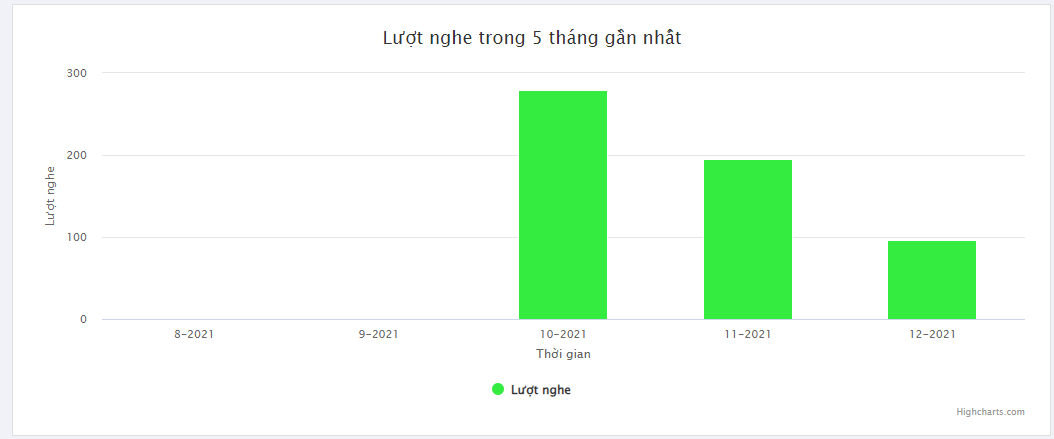 Lượt nghe trong 5 tháng gần nhất
300
200
100
0
Lượt nghe
8-2021 9-2021 10-2021 11-2021 12-2021
Thời gian
Lượt nghe
Highcharts.com